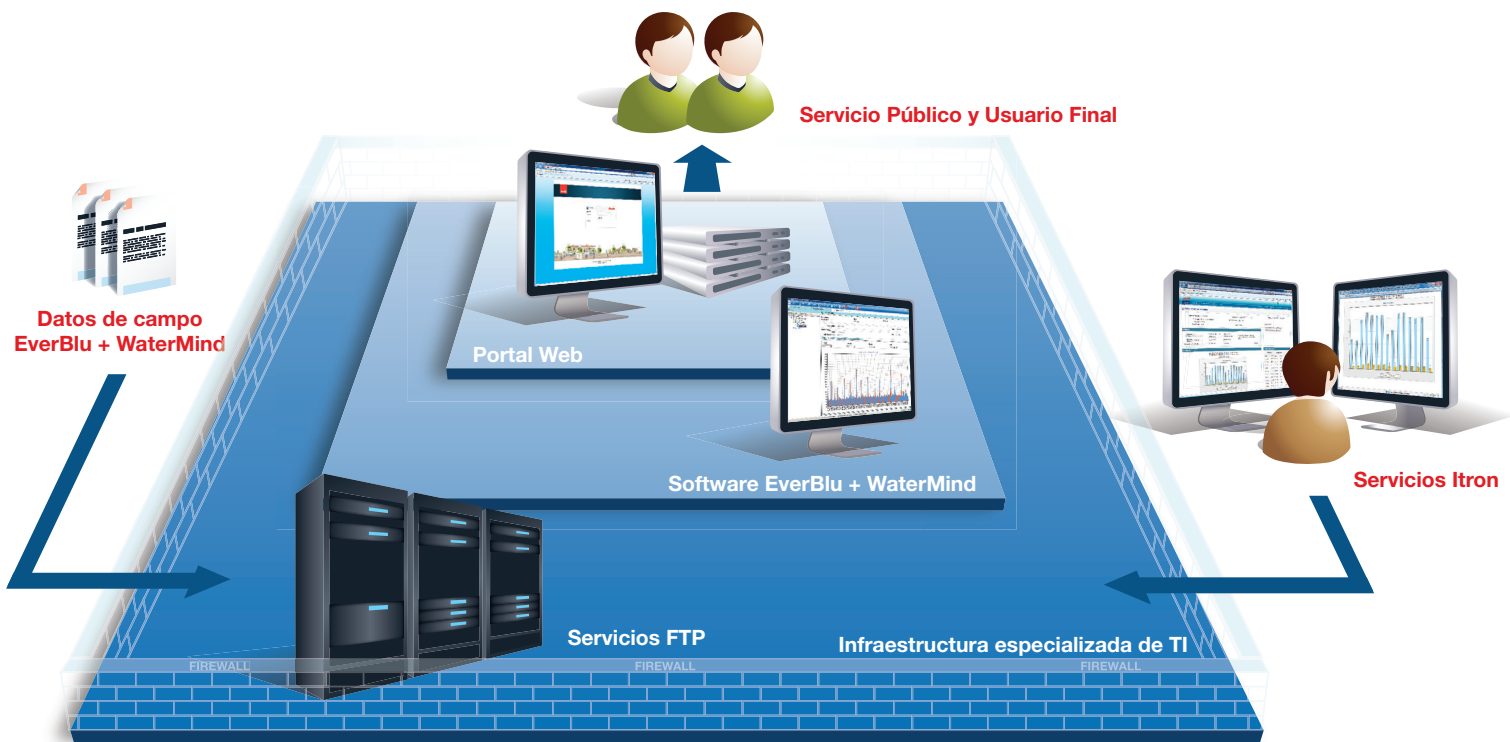 Servicio Público y Usuario Final
Datos de campo
EverBlu + WaterMind
Portal Web
Software EverBlu + WaterMind
Servicios Itron
Servicios FTP
Infraestructura especializada de TI
FIREWALL
FIREWALL
FIREWALL